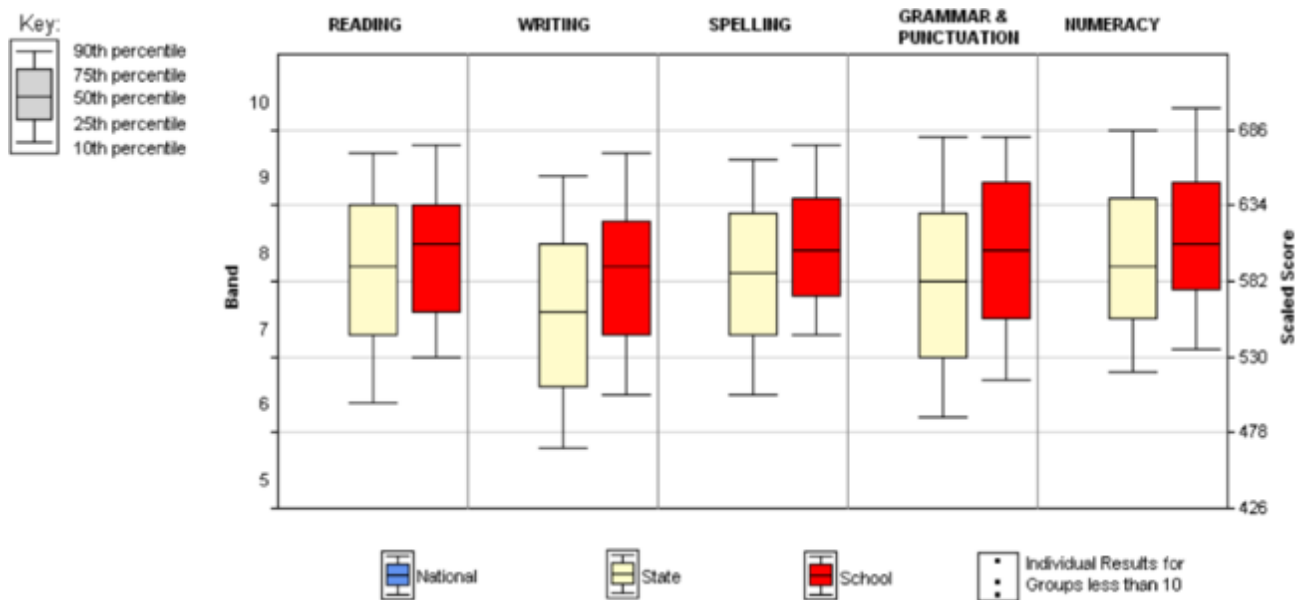 Key:
90th percentile
75th percentile
50th percentile
25th percentile
10th percentile
READING
WRITING
SPELLING
GRAMMAR &
PUNCTUATION
NUMERACY
Band
10
9
8
7
6
5
686
634
582
530
478
426
Scaled Score
National
State
School
Individual Results for
Groups less than 10